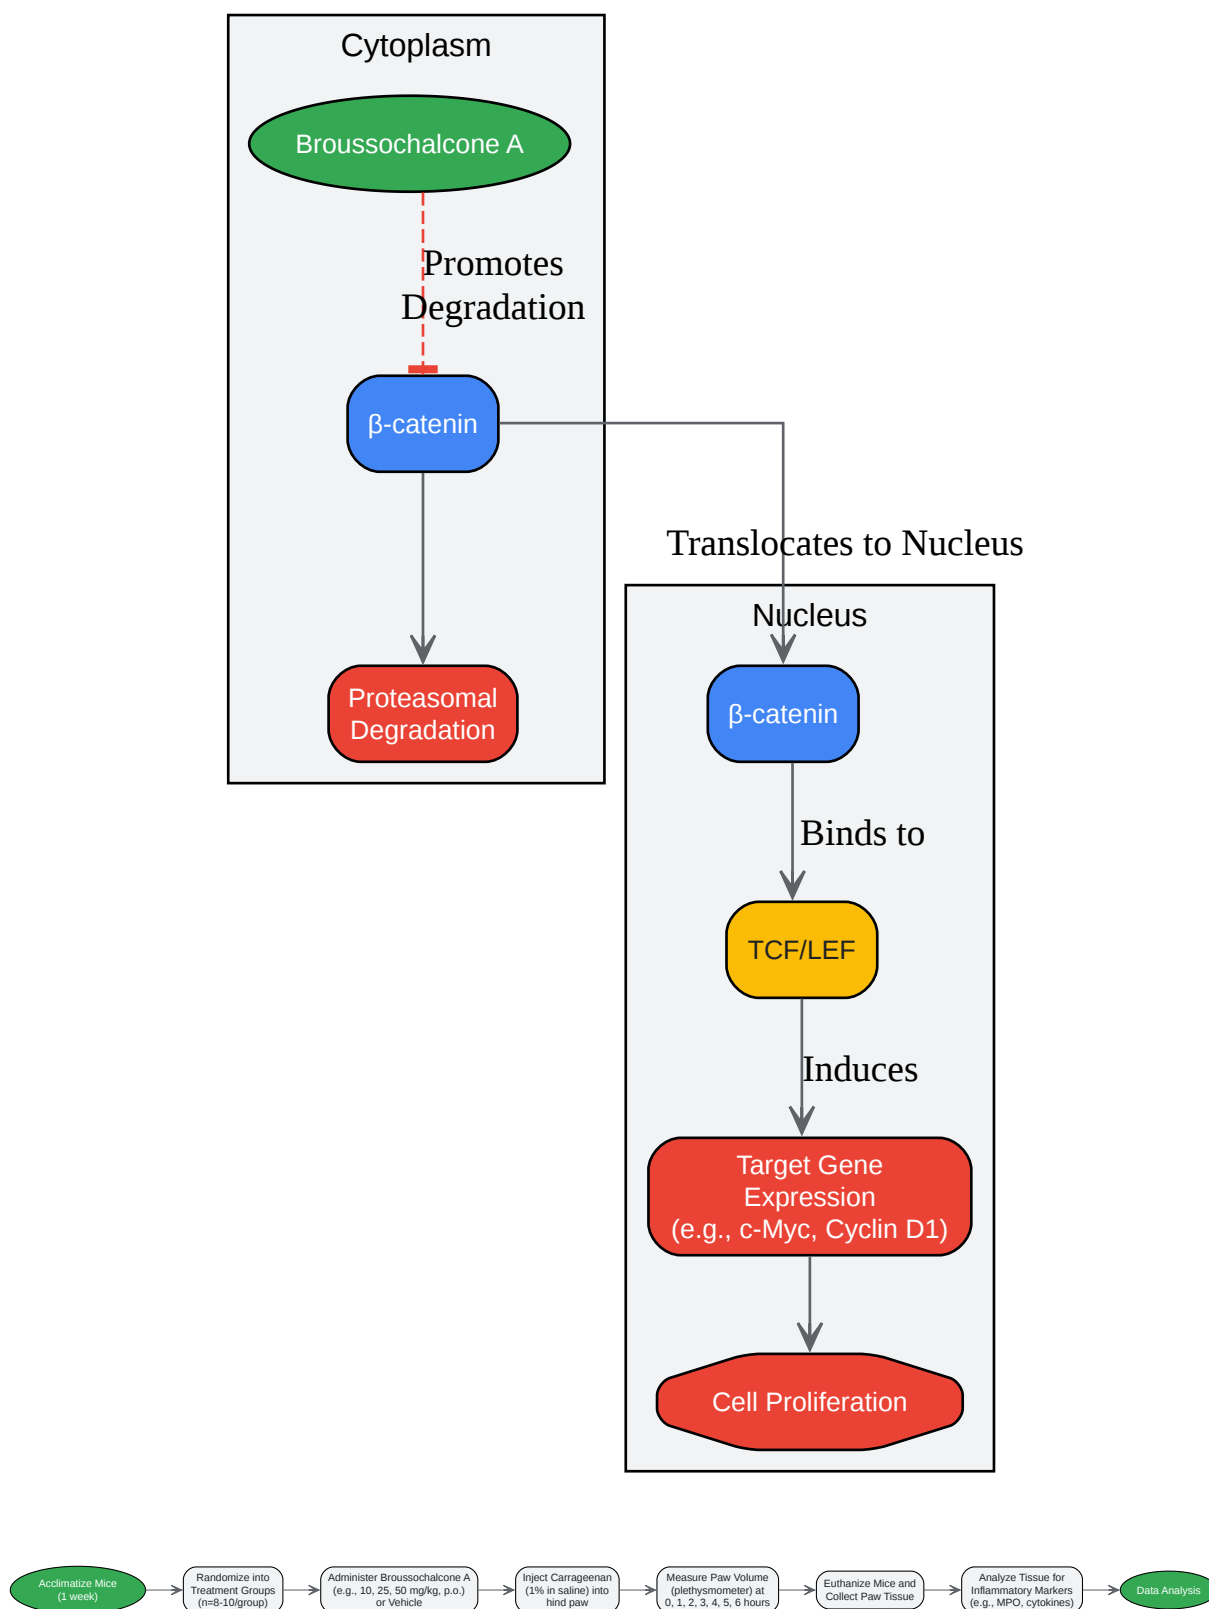 Cytoplasm
Broussochalcone A
Promotes
Degradation
β-catenin
Translocates to Nucleus
Nucleus
Proteasomal
Degradation
β-catenin
Binds to
TCF/LEF
Induces
Target Gene
Expression
(e.g., c-Myc, Cyclin D1)
Cell Proliferation
Acclimatize Mice
(1 week)
Randomize into
Treatment Groups
(n=8-10/group)
Administer Broussochalcone A
(e.g., 10, 25, 50 mg/kg, p.o.)
or Vehicle
Inject Carrageenan
(1% in saline) into
hind paw
Measure Paw Volume
(plethysmometer) at
0, 1, 2, 3, 4, 5, 6 hours
Euthanize Mice and
Collect Paw Tissue
Analyze Tissue for
Inflammatory Markers
(e.g., MPO, cytokines)
Data Analysis